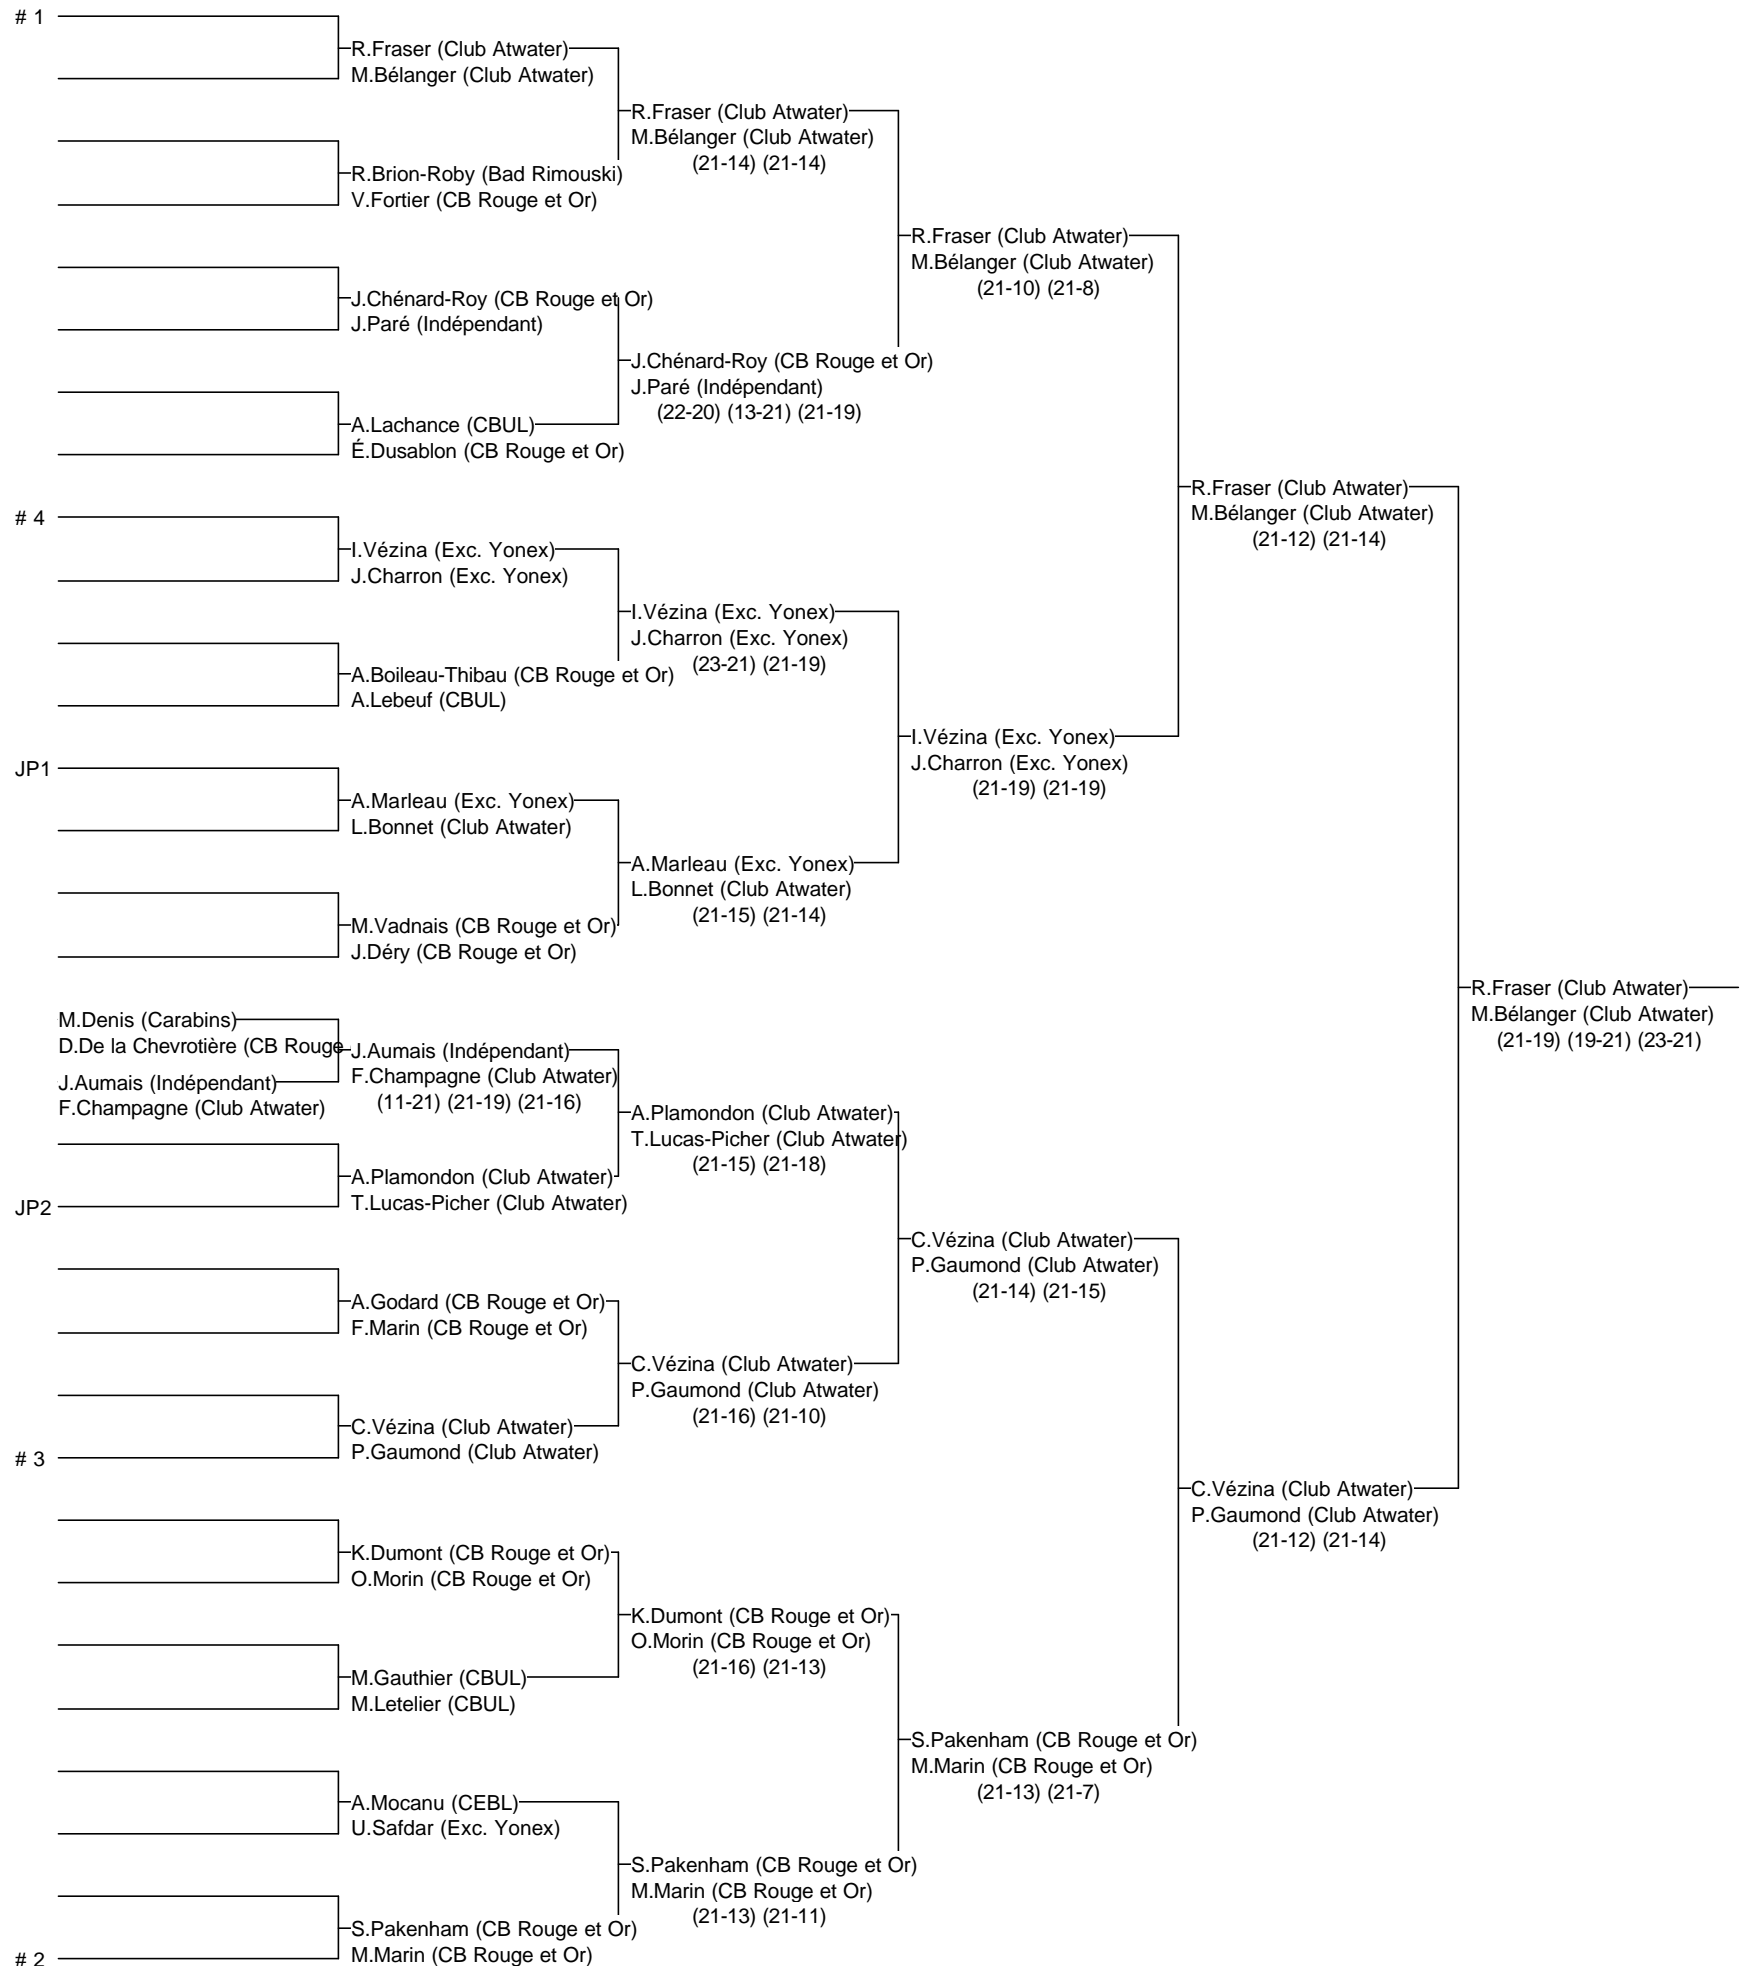 # 1
R.Fraser (Club Atwater)
M.Bélanger (Club Atwater)
R.Fraser (Club Atwater)
M.Bélanger (Club Atwater)
(21-14) (21-14)
R.Brion-Roby (Bad Rimouski)
V.Fortier (CB Rouge et Or)
R.Fraser (Club Atwater)
M.Bélanger (Club Atwater)
(21-10) (21-8)
J.Chénard-Roy (CB Rouge et Or)
J.Paré (Indépendant)
J.Chénard-Roy (CB Rouge et Or)
J.Paré (Indépendant)
(22-20) (13-21) (21-19)
A.Lachance (CBUL)
É.Dusablon (CB Rouge et Or)
R.Fraser (Club Atwater)
M.Bélanger (Club Atwater)
(21-12) (21-14)
# 4
I.Vézina (Exc. Yonex)
J.Charron (Exc. Yonex)
I.Vézina (Exc. Yonex)
J.Charron (Exc. Yonex)
(23-21) (21-19)
A.Boileau-Thibau (CB Rouge et Or)
A.Lebeuf (CBUL)
I.Vézina (Exc. Yonex)
J.Charron (Exc. Yonex)
(21-19) (21-19)
JP1
A.Marleau (Exc. Yonex)
L.Bonnet (Club Atwater)
A.Marleau (Exc. Yonex)
L.Bonnet (Club Atwater)
(21-15) (21-14)
M.Vadnais (CB Rouge et Or)
J.Déry (CB Rouge et Or)
R.Fraser (Club Atwater)
M.Bélanger (Club Atwater)
(21-19) (19-21) (23-21)
M.Denis (Carabins)
D.De la Chevrotière (CB Rouge
J.Aumais (Indépendant)
F.Champagne (Club Atwater)
J.Aumais (Indépendant)
F.Champagne (Club Atwater)
(11-21) (21-19) (21-16)
A.Plamondon (Club Atwater)
T.Lucas-Picher (Club Atwater)
(21-15) (21-18)
A.Plamondon (Club Atwater)
T.Lucas-Picher (Club Atwater)
JP2
C.Vézina (Club Atwater)
P.Gaumond (Club Atwater)
(21-14) (21-15)
A.Godard (CB Rouge et Or)
F.Marin (CB Rouge et Or)
C.Vézina (Club Atwater)
P.Gaumond (Club Atwater)
(21-16) (21-10)
C.Vézina (Club Atwater)
P.Gaumond (Club Atwater)
# 3
C.Vézina (Club Atwater)
P.Gaumond (Club Atwater)
(21-12) (21-14)
K.Dumont (CB Rouge et Or)
O.Morin (CB Rouge et Or)
K.Dumont (CB Rouge et Or)
O.Morin (CB Rouge et Or)
(21-16) (21-13)
M.Gauthier (CBUL)
M.Letelier (CBUL)
S.Pakenham (CB Rouge et Or)
M.Marin (CB Rouge et Or)
(21-13) (21-7)
A.Mocanu (CEBL)
U.Safdar (Exc. Yonex)
S.Pakenham (CB Rouge et Or)
M.Marin (CB Rouge et Or)
(21-13) (21-11)
S.Pakenham (CB Rouge et Or)
M.Marin (CB Rouge et Or)
# 2